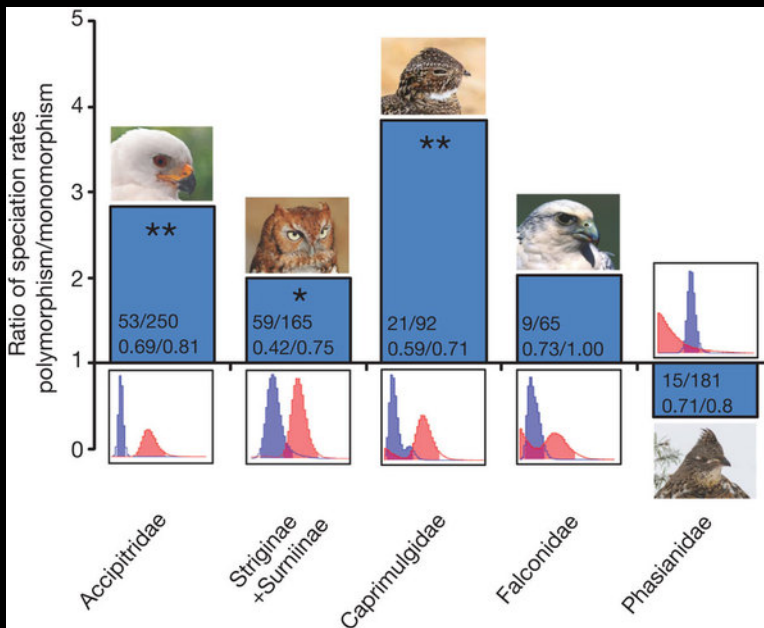 Ratio of speciation rates
polymorphism/monomorphism
5
4
3
2
1
0
**
53/250
0.69/0.81
*
59/165
0.42/0.75
**
21/92
0.59/0.71
9/65
0.73/1.00
15/181
0.71/0.8
Accipitridae
Striginae
+Surniinae
Caprimulgidae
Falconidae
Phasianidae